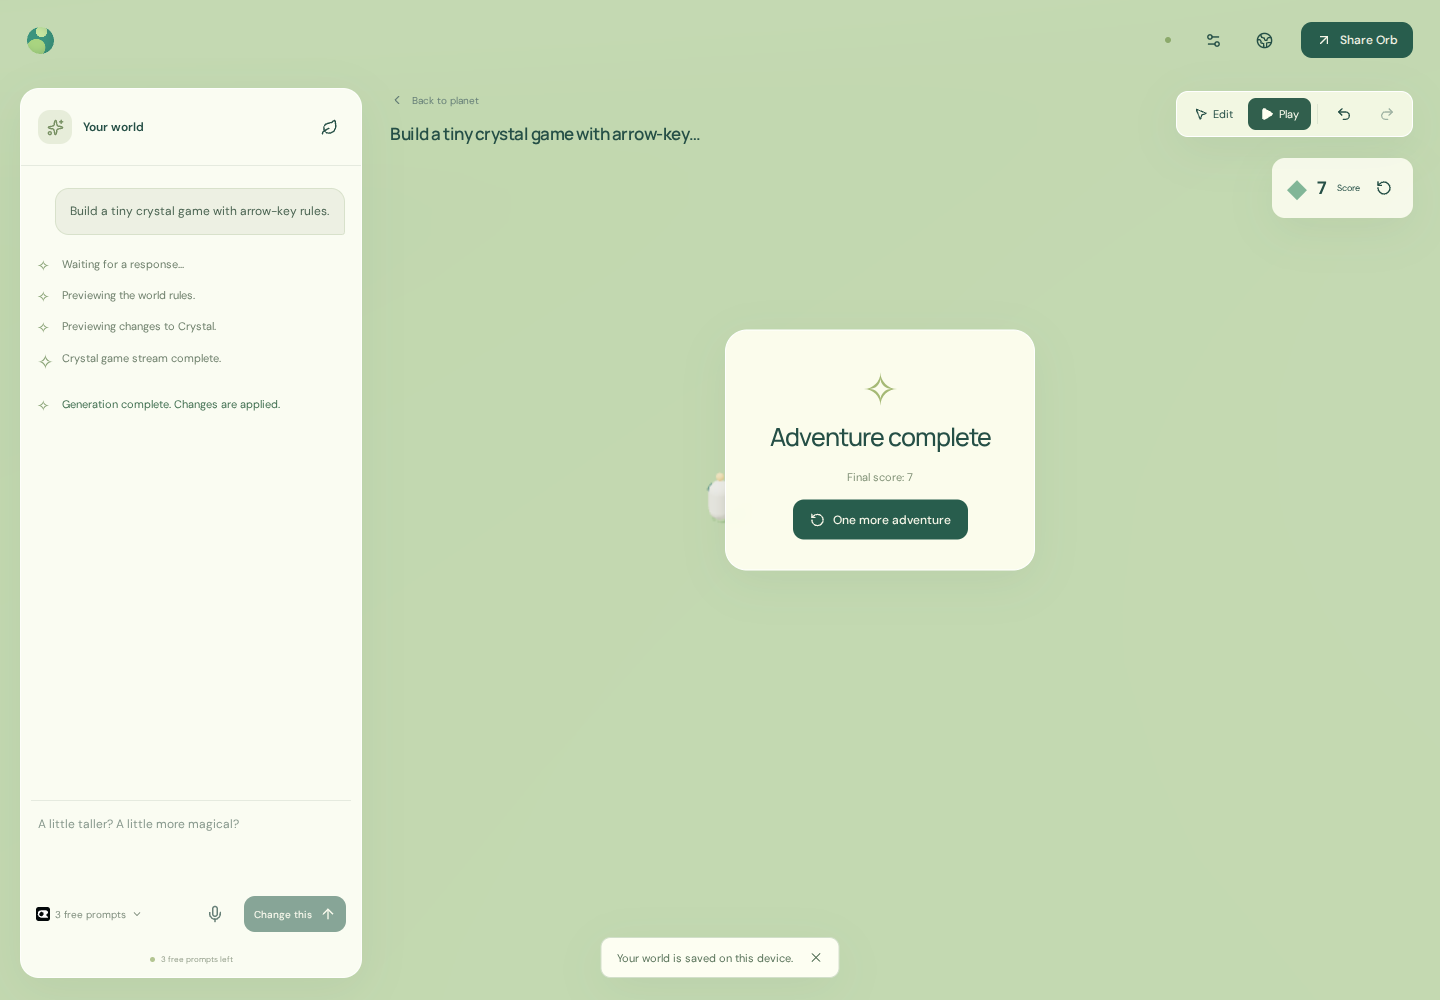 Share Orb
Your world
Build a tiny crystal game with arrow-key rules.
Waiting for a response...
Previewing the world rules.
Previewing changes to Crystal.
Crystal game stream complete.
Generation complete. Changes are applied.
A little taller? A little more magical?
3 free prompts
Change this
3 free prompts left
Back to planet
Build a tiny crystal game with arrow-key...
Edit
Play
7 Score
Adventure complete
Final score: 7
One more adventure
Your world is saved on this device.